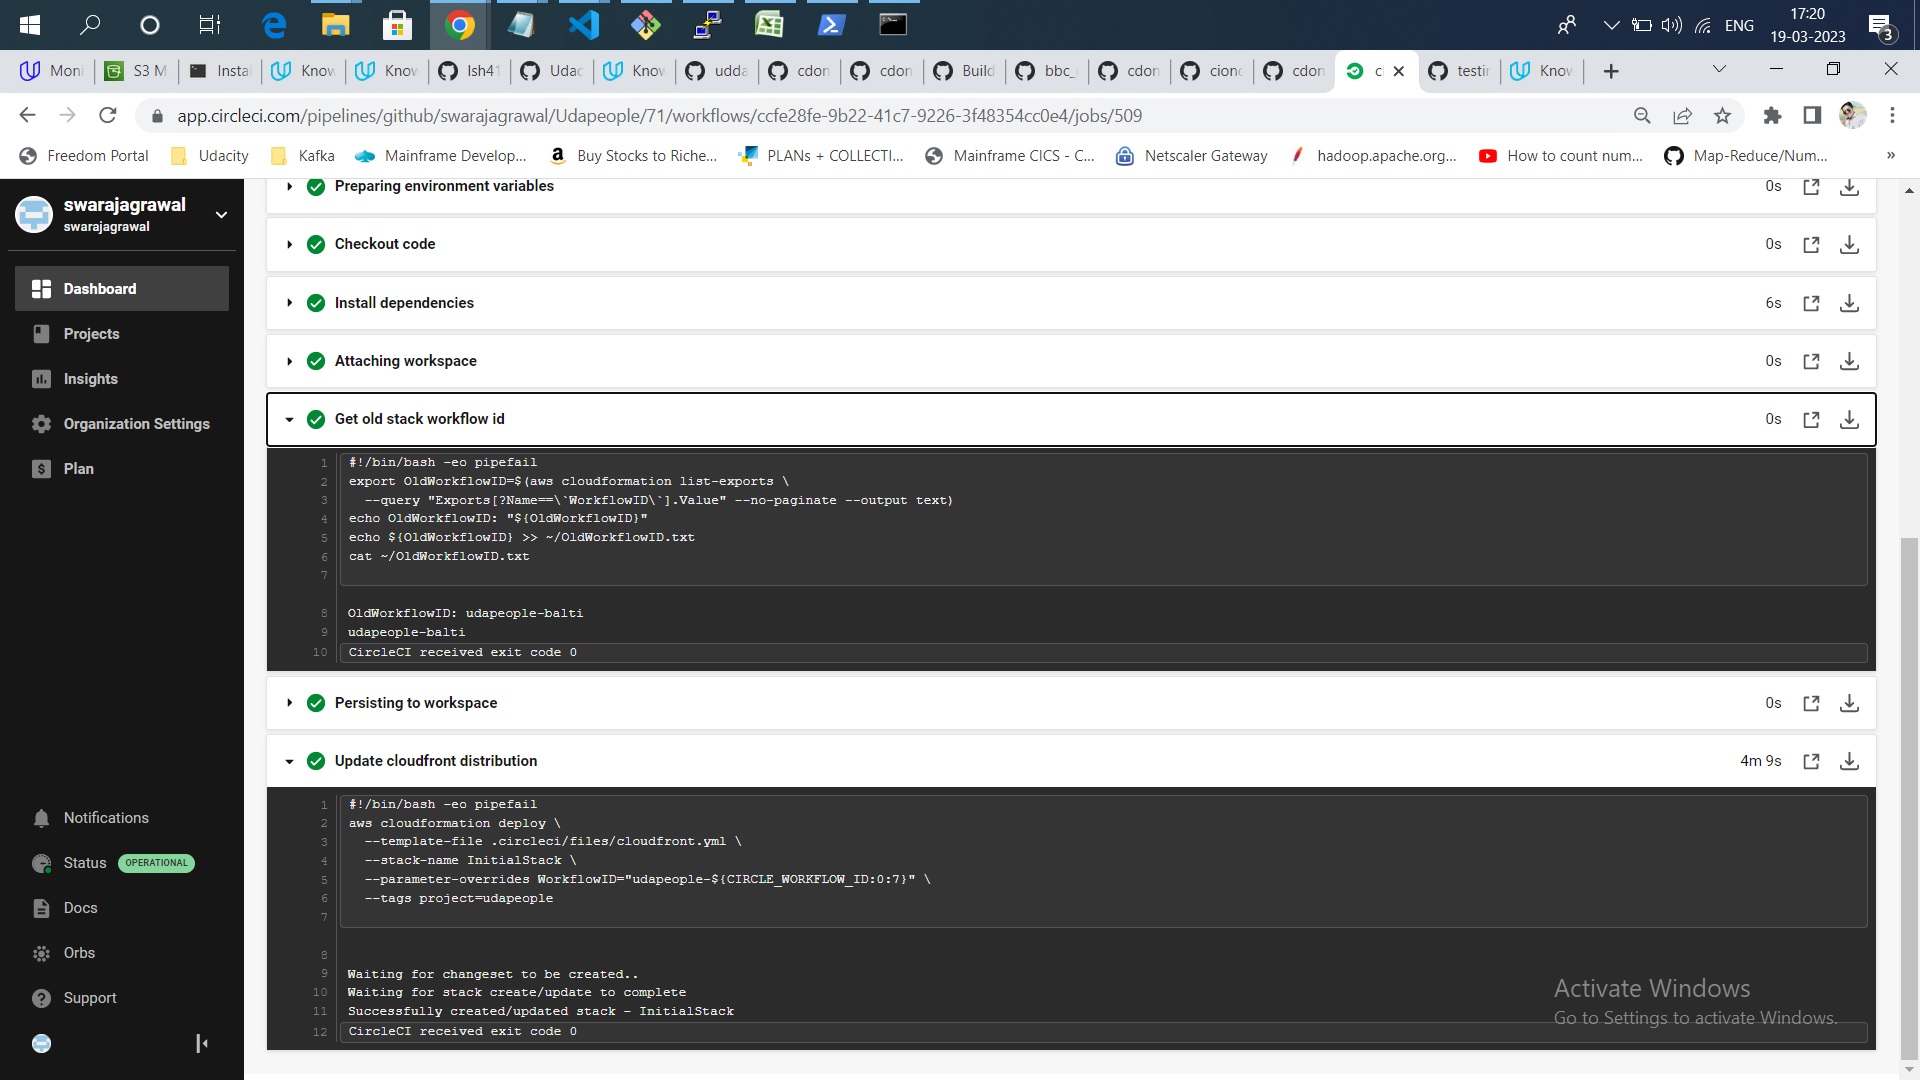 ENG
17:20
19-03-2023
3
Moni
S3 M
Instal
Know
Know
lsh41
Udac
Know
udda
cdon
cdon
Build
bbc_
cdon
cionc
cdon
ci
testin
Know
app.circleci.com/pipelines/github/swarajagrawal/Udapeople/71/workflows/ccfe28fe-9b22-41c7-9226-3f48354cc0e4/jobs/509
Freedom Portal
Udacity
Kafka
Mainframe Develop...
Buy Stocks to Riche...
PLANs + COLLECTI...
Mainframe CICS - C...
Netscaler Gateway
hadoop.apache.org...
How to count num...
Map-Reduce/Num...
»
swarajagrawal
swarajagrawal
Dashboard
Projects
Insights
Organization Settings
Plan
Notifications
Status OPERATIONAL
Docs
Orbs
Support
Preparing environment variables 0s
Checkout code 0s
Install dependencies 6s
Attaching workspace 0s
Get old stack workflow id 0s
1 #!/bin/bash -eo pipefail
2 export OldWorkflowID=$(aws cloudformation list-exports \
3 --query "Exports[?Name==\`WorkflowID\`].Value" --no-paginate --output text)
4 echo OldWorkflowID: "${OldWorkflowID}"
5 echo ${OldWorkflowID} >> ~/OldWorkflowID.txt
6 cat ~/OldWorkflowID.txt
7
8 OldWorkflowID: udapeople-balti
9 udapeople-balti
10 CircleCI received exit code 0
Persisting to workspace 0s
Update cloudfront distribution 4m 9s
1 #!/bin/bash -eo pipefail
2 aws cloudformation deploy \
3 --template-file .circleci/files/cloudfront.yml \
4 --stack-name InitialStack \
5 --parameter-overrides WorkflowID="udapeople-${CIRCLE_WORKFLOW_ID:0:7}" \
6 --tags project=udapeople
7
8
9 Waiting for changeset to be created..
10 Waiting for stack create/update to complete
11 Successfully created/updated stack - InitialStack
12 CircleCI received exit code 0
Activate Windows
Go to Settings to activate Windows.